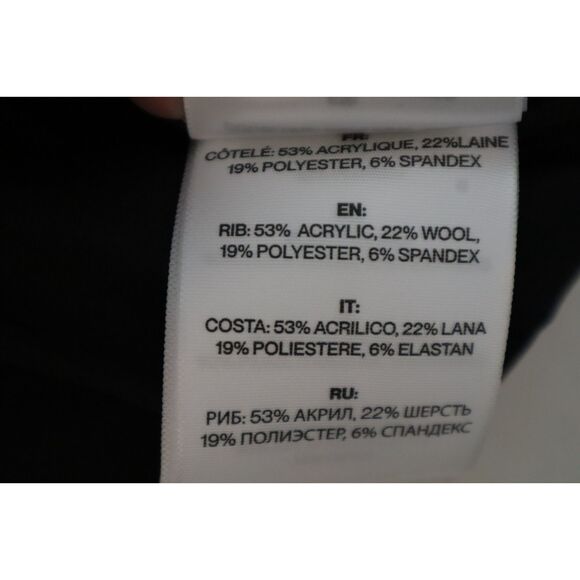 FR:
CÔTELÉ: 53% ACRYLIQUE, 22%LAINE
19% POLYESTER, 6% SPANDEX
EN:
RIB: 53% ACRYLIC, 22% WOOL,
19% POLYESTER, 6% SPANDEX
IT:
COSTA: 53% ACRILICO, 22% LANA
19% POLIESTERE, 6% ELASTAN
RU:
РИБ: 53% АКРИЛ, 22% ШЕРСТЬ
19% ПОЛИЭСТЕР, 6% СПАНДЕКС